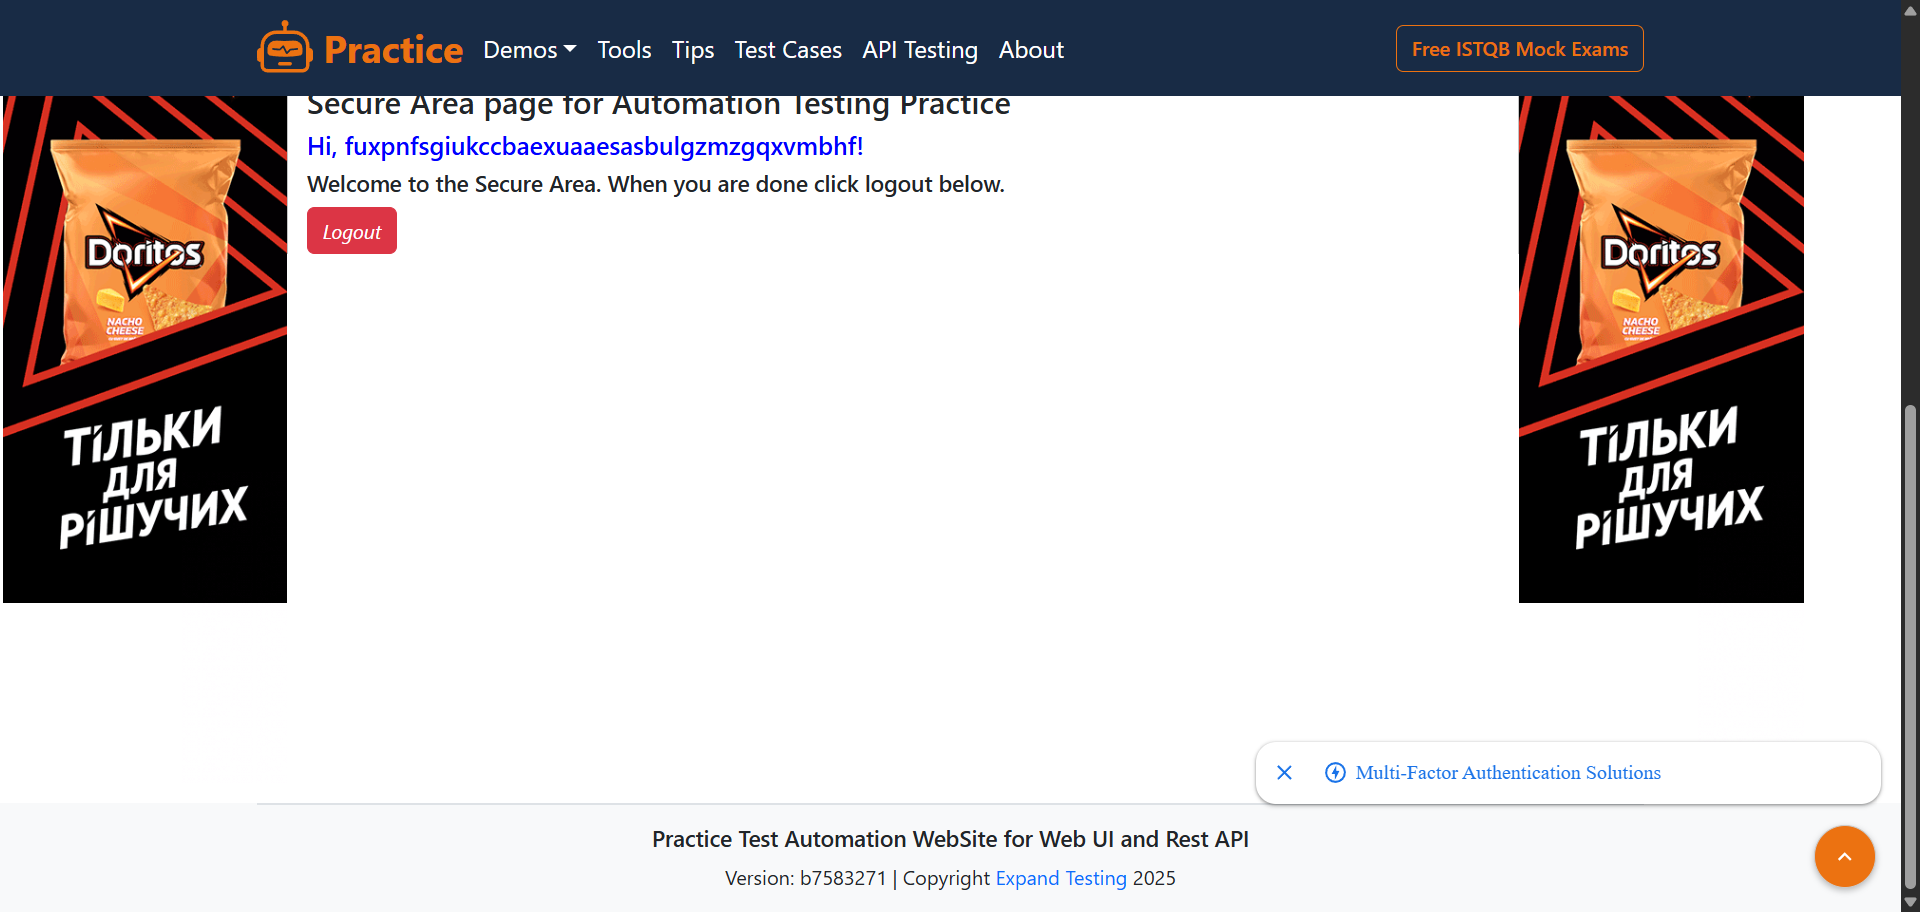 Practice Demos Tools Tips Test Cases API Testing About Free ISTQB Mock Exams
Secure Area page for Automation Testing Practice
Hi, fuxpnfsgiukccbaexuaaesasbulgzmzgqxvmbhf!
Welcome to the Secure Area. When you are done click logout below.
Logout
Doritos
NACHO
CHEESE
ТІЛЬКИ
ДЛЯ
РІШУЧИХ
Doritos
NACHO
CHEESE
ТІЛЬКИ
ДЛЯ
РІШУЧИХ
Multi-Factor Authentication Solutions
Practice Test Automation WebSite for Web UI and Rest API
Version: b7583271 | Copyright Expand Testing 2025